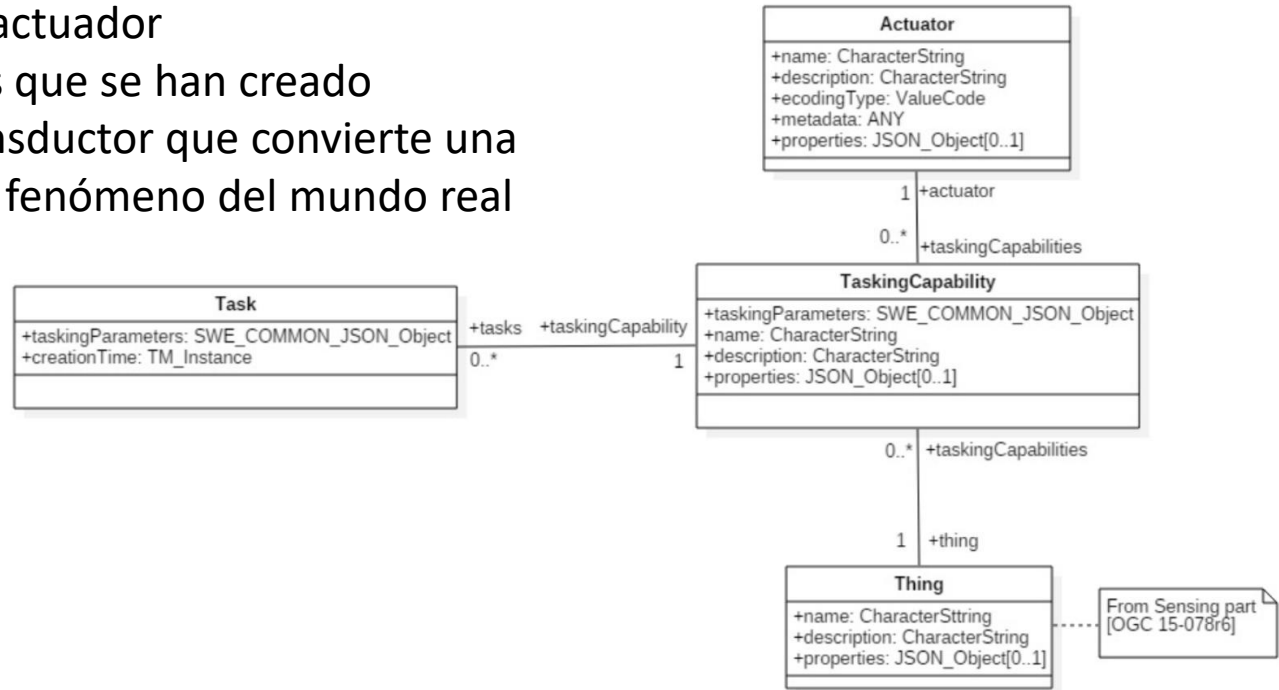 actuador
s que se han creado
nsductor que convierte una
fenómeno del mundo real
Actuator
+name: CharacterString
+description: CharacterString
+ecodingType: ValueCode
+metadata: ANY
+properties: JSON_Object[0..1]
1 +actuator
0..*
+taskingCapabilities
TaskingCapability
+taskingParameters: SWE_COMMON_JSON_Object
+name: CharacterString
+description: CharacterString
+properties: JSON_Object[0..1]
Task
+taskingParameters: SWE_COMMON_JSON_Object
+creationTime: TM_Instance
+tasks +taskingCapability
0..* 1
0..* +taskingCapabilities
1 +thing
Thing
+name: CharacterSttring
+description: CharacterString
+properties: JSON_Object[0..1]
From Sensing part
[OGC 15-078r6]